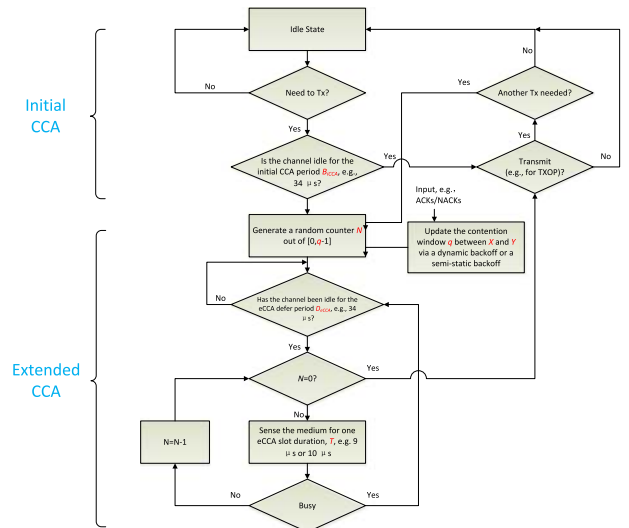 Idle State
No
No
Initial
CCA
Need to Tx?
Yes
Another Tx needed?
Yes
Yes
Is the channel idle for the
initial CCA period BiCCA, e.g.,
34 μs?
Yes
Transmit
(e.g., for TXOP)?
No
Input, e.g.,
ACKs/NACKs
Generate a random counter N
out of [0,q-1]
Update the contention
window q between X and Y
via a dynamic backoff or a
semi-static backoff
No
Has the channel been idle for the
eCCA defer period DeCCA, e.g., 34
μs?
Yes
Extended
CCA
N=0?
Yes
No
N=N-1
Sense the medium for one
eCCA slot duration, T, e.g. 9
μs or 10 μs
No
Busy
Yes